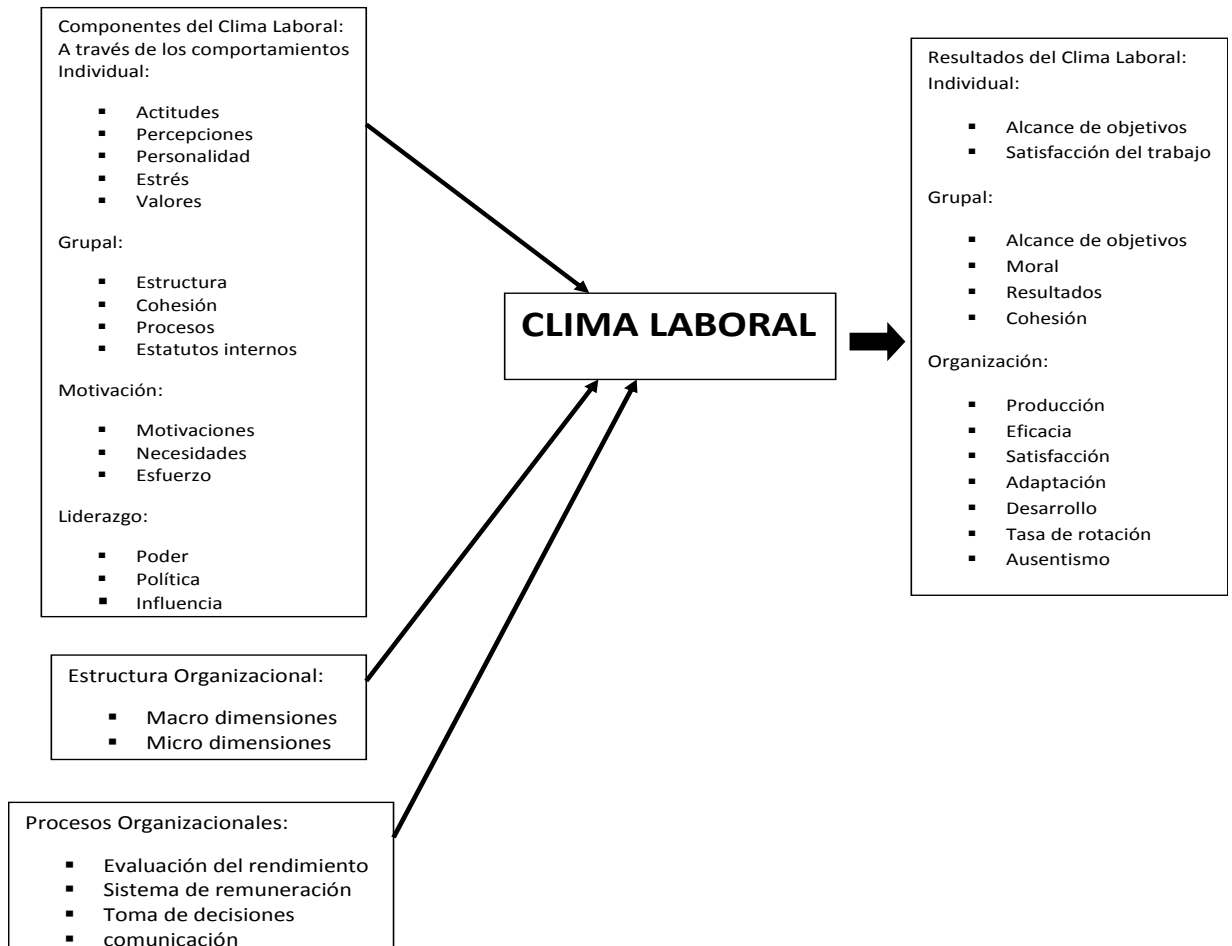 Componentes del Clima Laboral:
A través de los comportamientos
Individual:
▪ Actitudes
▪ Percepciones
▪ Personalidad
▪ Estrés
▪ Valores
Grupal:
▪ Estructura
▪ Cohesión
▪ Procesos
▪ Estatutos internos
Motivación:
▪ Motivaciones
▪ Necesidades
▪ Esfuerzo
Liderazgo:
▪ Poder
▪ Política
▪ Influencia
Estructura Organizacional:
▪ Macro dimensiones
▪ Micro dimensiones
Procesos Organizacionales:
▪ Evaluación del rendimiento
▪ Sistema de remuneración
▪ Toma de decisiones
▪ comunicación
CLIMA LABORAL
Resultados del Clima Laboral:
Individual:
▪ Alcance de objetivos
▪ Satisfacción del trabajo
Grupal:
▪ Alcance de objetivos
▪ Moral
▪ Resultados
▪ Cohesión
Organización:
▪ Producción
▪ Eficacia
▪ Satisfacción
▪ Adaptación
▪ Desarrollo
▪ Tasa de rotación
▪ Ausentismo